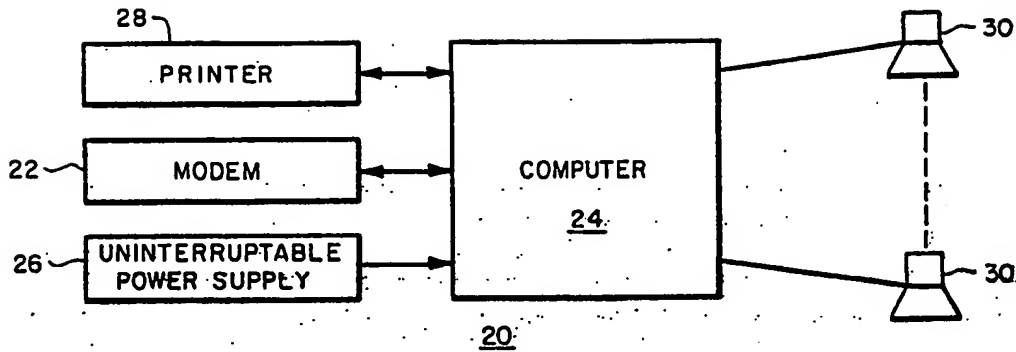 28
PRINTER
22
MODEM
26
UNINTERRUPTABLE
POWER SUPPLY
COMPUTER
24
30
30
20